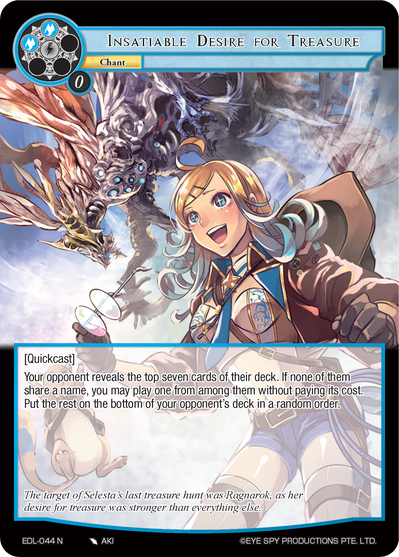 Insatiable Desire for Treasure
Chant
0
[Quickcast]
Your opponent reveals the top seven cards of their deck. If none of them
share a name, you may play one from among them without paying its cost.
Put the rest on the bottom of your opponent's deck in a random order.
The target of Selesta's last treasure hunt was Ragnarok, as her
desire for treasure was stronger than everything else.
EDL-044 N AKI ©EYE SPY PRODUCTIONS PTE. LTD.